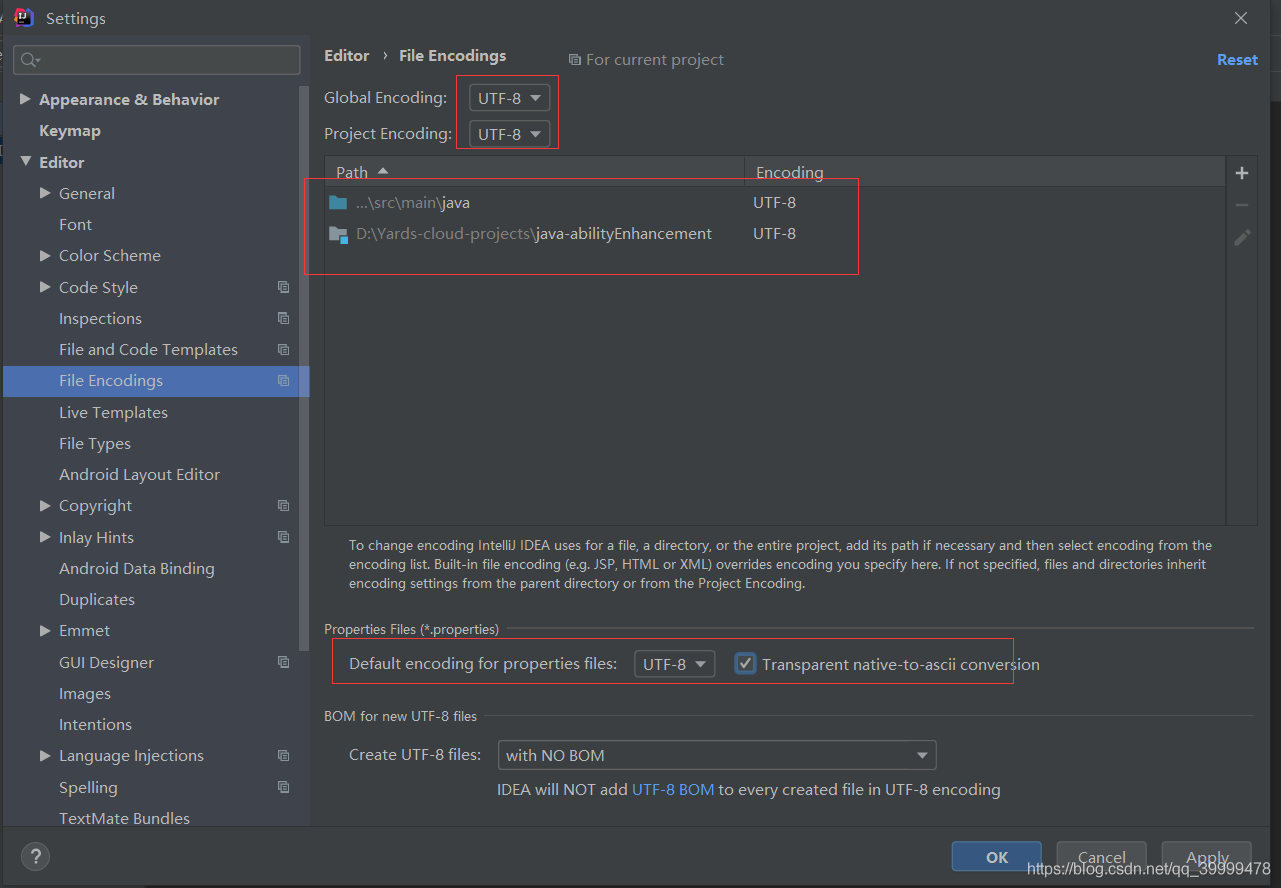 Settings
Editor › File Encodings
For current project
Reset
Appearance & Behavior
Keymap
Editor
General
Font
Color Scheme
Code Style
Inspections
File and Code Templates
File Encodings
Live Templates
File Types
Android Layout Editor
Copyright
Inlay Hints
Android Data Binding
Duplicates
Emmet
GUI Designer
Images
Intentions
Language Injections
Spelling
TextMate Bundles
Global Encoding: UTF-8
Project Encoding: UTF-8
Path Encoding
...\src\main\java UTF-8
D:\Yards-cloud-projects\java-abilityEnhancement UTF-8
To change encoding IntelliJ IDEA uses for a file, a directory, or the entire project, add its path if necessary and then select encoding from the
encoding list. Built-in file encoding (e.g. JSP, HTML or XML) overrides encoding you specify here. If not specified, files and directories inherit
encoding settings from the parent directory or from the Project Encoding.
Properties Files (*.properties)
Default encoding for properties files: UTF-8 Transparent native-to-ascii conversion
BOM for new UTF-8 files
Create UTF-8 files: with NO BOM
IDEA will NOT add UTF-8 BOM to every created file in UTF-8 encoding
?
OK Cancel Apply
https://blog.csdn.net/qq_39999478